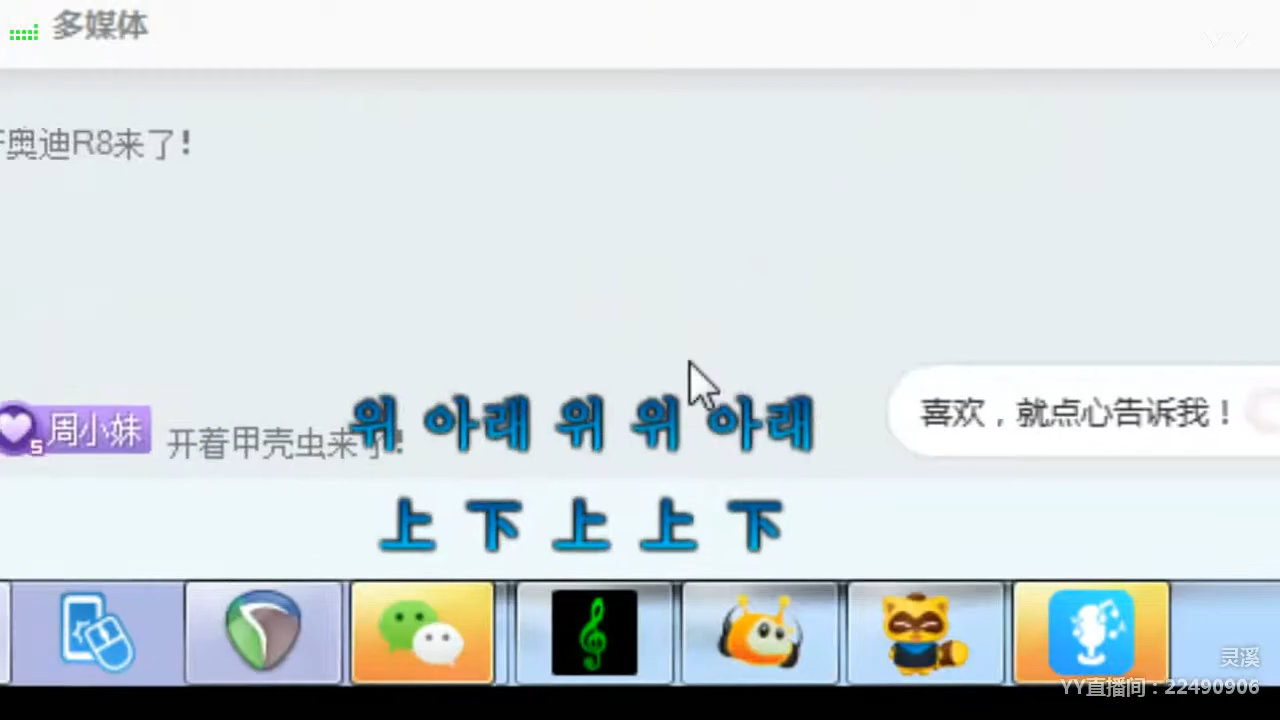 多媒体
奥迪R8来了!
위 아래 위 위 아래
喜欢，就点心告诉我！
5 周小妹 开着甲壳虫来了!
上 下 上 上 下
灵溪
YY直播间：22490906